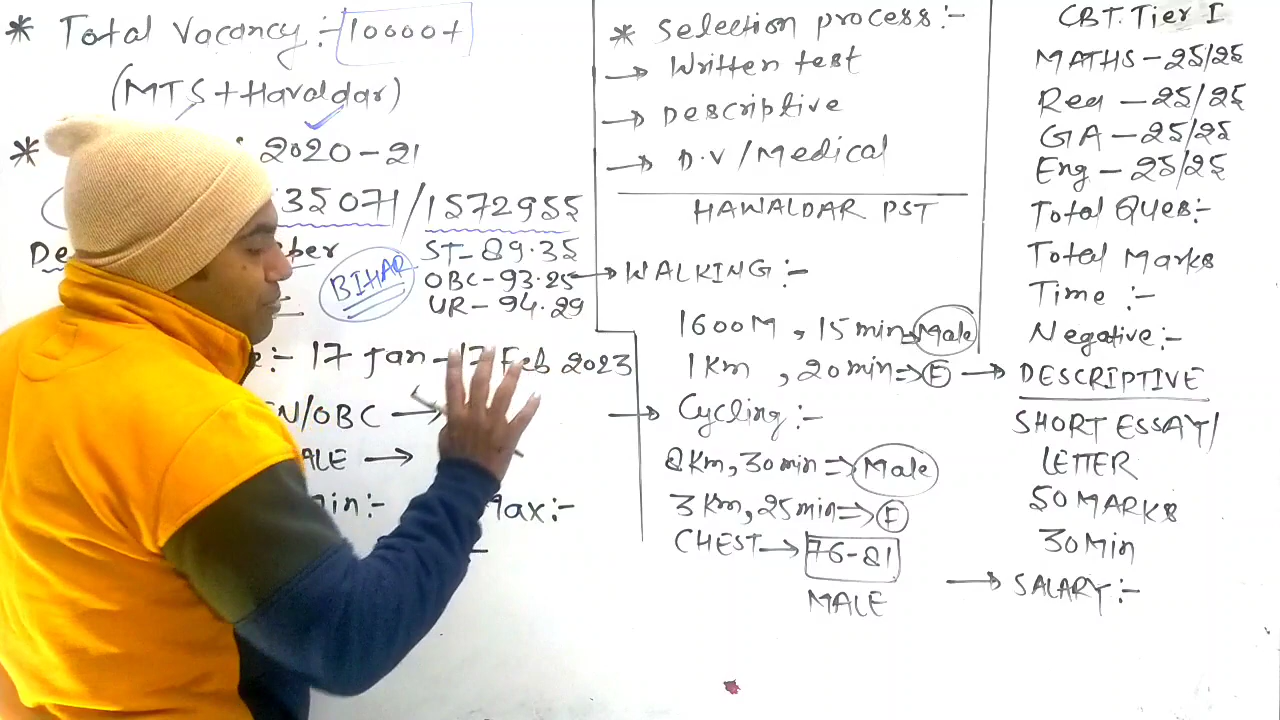 * Total Vacancy:- 10000+
(MTS + Havaldar)
* : 2020-21
35071/1572955
ST- 89.35
BIHAR
OBC- 93.25
UR- 94.29
:- 17 Jan - 17 Feb 2023
EN/OBC →
ALE →
in:- Max:-
* Selection process:-
→ Written test
→ Descriptive
→ D.V/Medical
HAWALDAR PST
→ WALKING:-
1600M, 15 min ⇒ Male
1 Km, 20 min ⇒ F
→ Cycling:-
8 Km, 30 min ⇒ Male
3 Km, 25 min ⇒ F
CHEST → 76-81
MALE
CBT. Tier I
MATHS - 25/25
Rea - 25/25
GA - 25/25
Eng - 25/25
Total Ques:-
Total Marks
Time :-
Negative:-
→ DESCRIPTIVE
SHORT ESSAY/
LETTER
50 MARKS
30 Min
→ SALARY:-